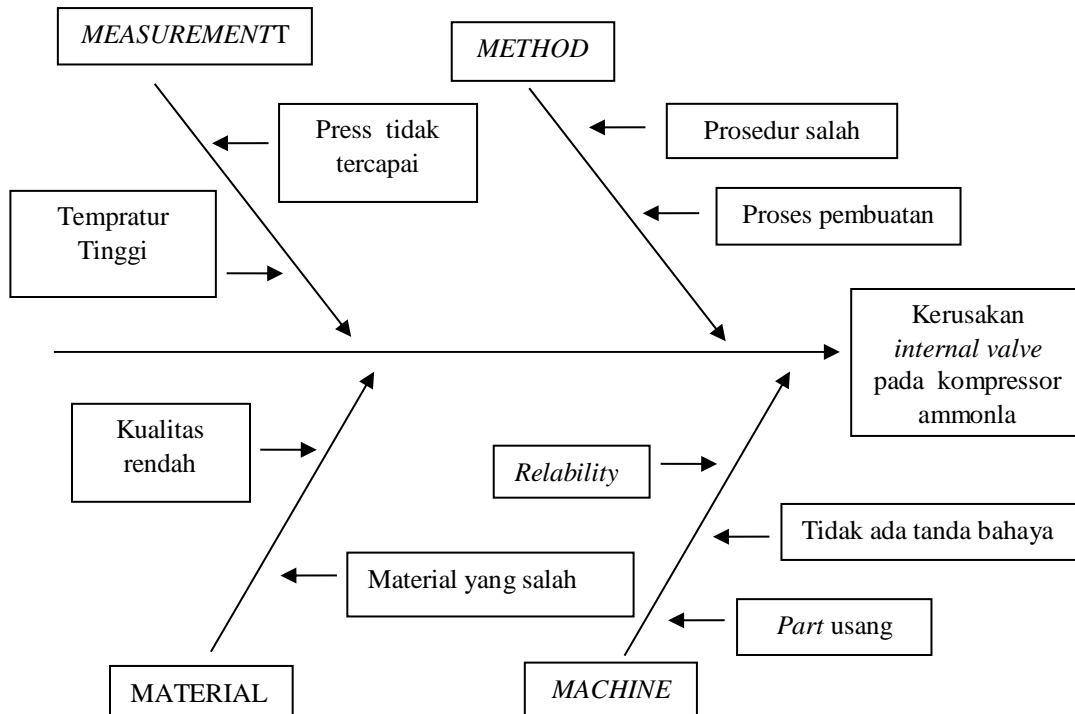 MEASUREMENTT
METHOD
Press tidak
tercapai
Prosedur salah
Tempratur
Tinggi
Proses pembuatan
Kerusakan
internal valve
pada kompressor
ammonla
Kualitas
rendah
Relability
Tidak ada tanda bahaya
Material yang salah
Part usang
MATERIAL
MACHINE